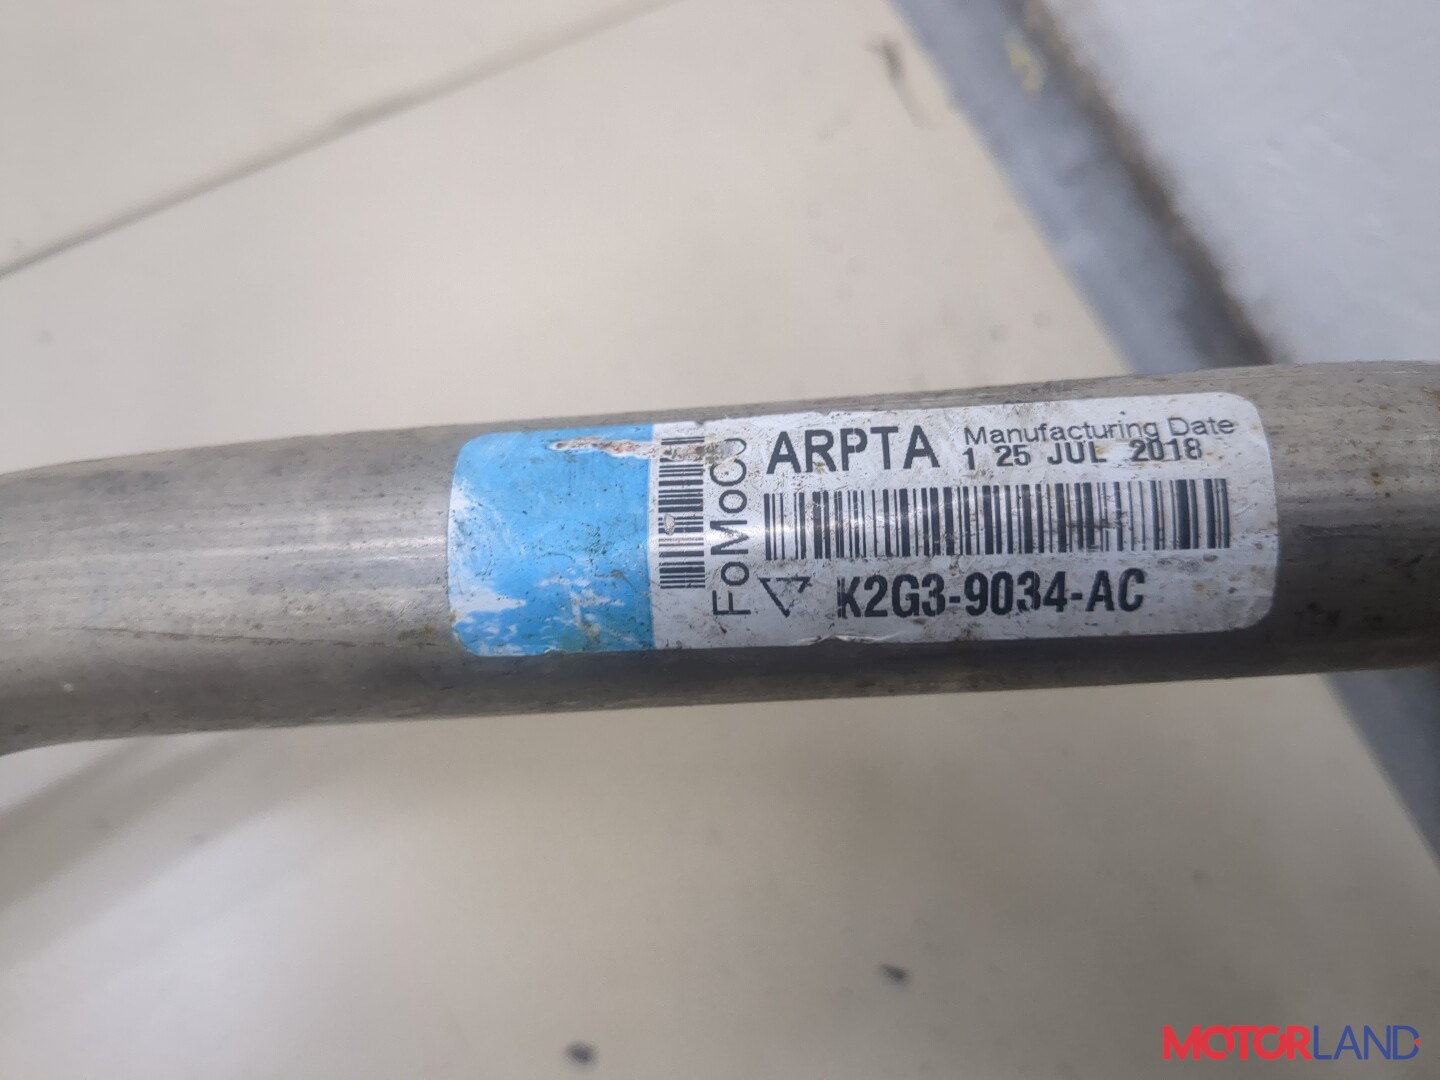 FoMoCo
ARPTA
Manufacturing Date
1 25 JUL 2018
K2G3-9034-AC
MOTORLAND